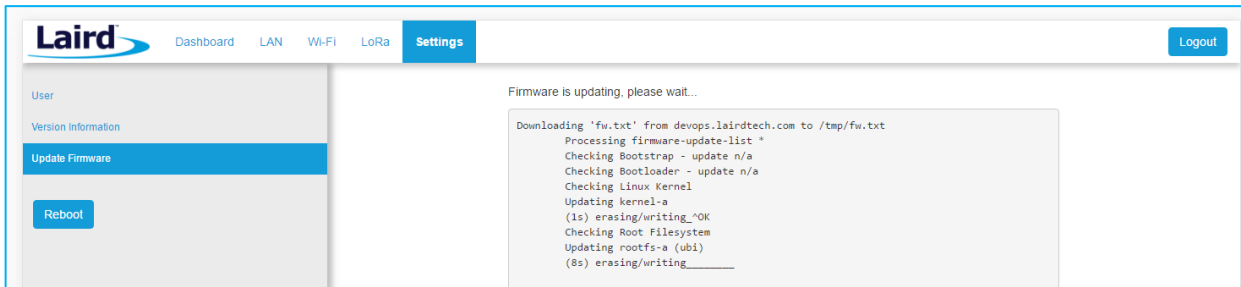 Laird™
Dashboard LAN Wi-Fi LoRa Settings Logout
User
Version Information
Update Firmware
Reboot
Firmware is updating, please wait...
Downloading 'fw.txt' from devops.lairdtech.com to /tmp/fw.txt
Processing firmware-update-list *
Checking Bootstrap - update n/a
Checking Bootloader - update n/a
Checking Linux Kernel
Updating kernel-a
(1s) erasing/writing_^OK
Checking Root Filesystem
Updating rootfs-a (ubi)
(8s) erasing/writing________